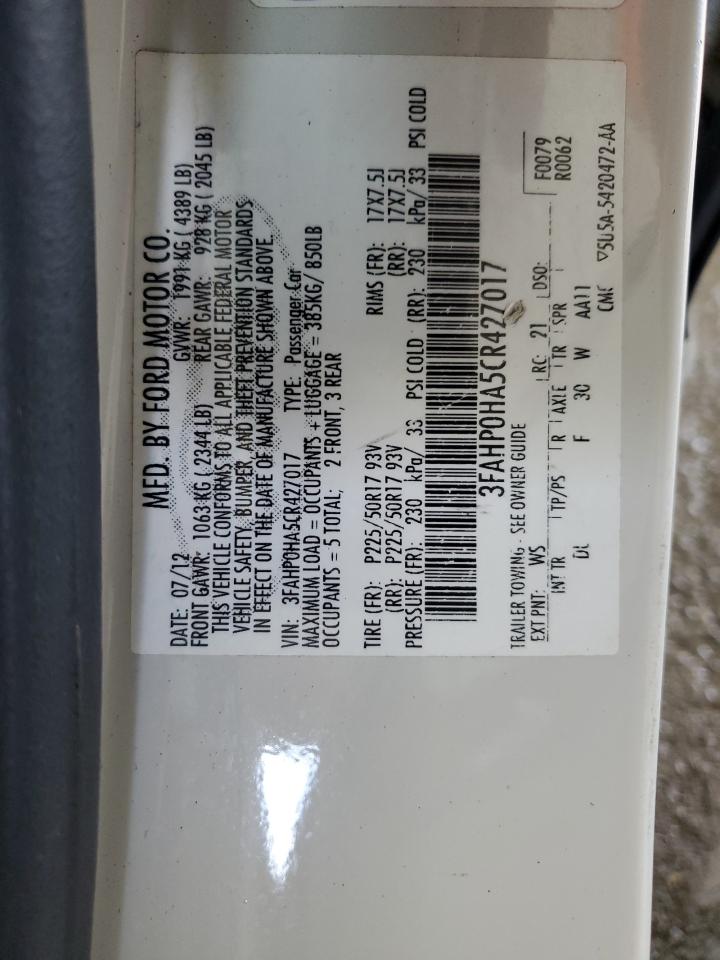 MFD. BY FORD MOTOR CO.
DATE: 07/12 GVWR: 1991 KG ( 4389 LB)
FRONT GAWR: 1063 KG ( 2344 LB) REAR GAWR: 928 KG ( 2045 LB)
THIS VEHICLE CONFORMS TO ALL APPLICABLE FEDERAL MOTOR
VEHICLE SAFETY, BUMPER, AND THEFT PREVENTION STANDARDS
IN EFFECT ON THE DATE OF MANUFACTURE SHOWN ABOVE.
VIN: 3FAHP0HA5CR427017 TYPE: Passenger Car
MAXIMUM LOAD = OCCUPANTS + LUGGAGE = 385KG/ 850LB
OCCUPANTS = 5 TOTAL; 2 FRONT, 3 REAR
TIRE (FR): P225/50R17 93V RIMS (FR): 17X7.5J
(RR): P225/50R17 93V (RR): 17X7.5J
PRESSURE (FR): 230 kPa/ 33 PSI COLD (RR): 230 kPa/ 33 PSI COLD
3FAHP0HA5CR427017
TRAILER TOWING - SEE OWNER GUIDE F0079
EXT PNT: WS RC: 21 DSO: R0062
INT TR TP/PS R AXLE TR SPR
DL F 30 W AA11
CMC ▽5U5A-5420472-AA